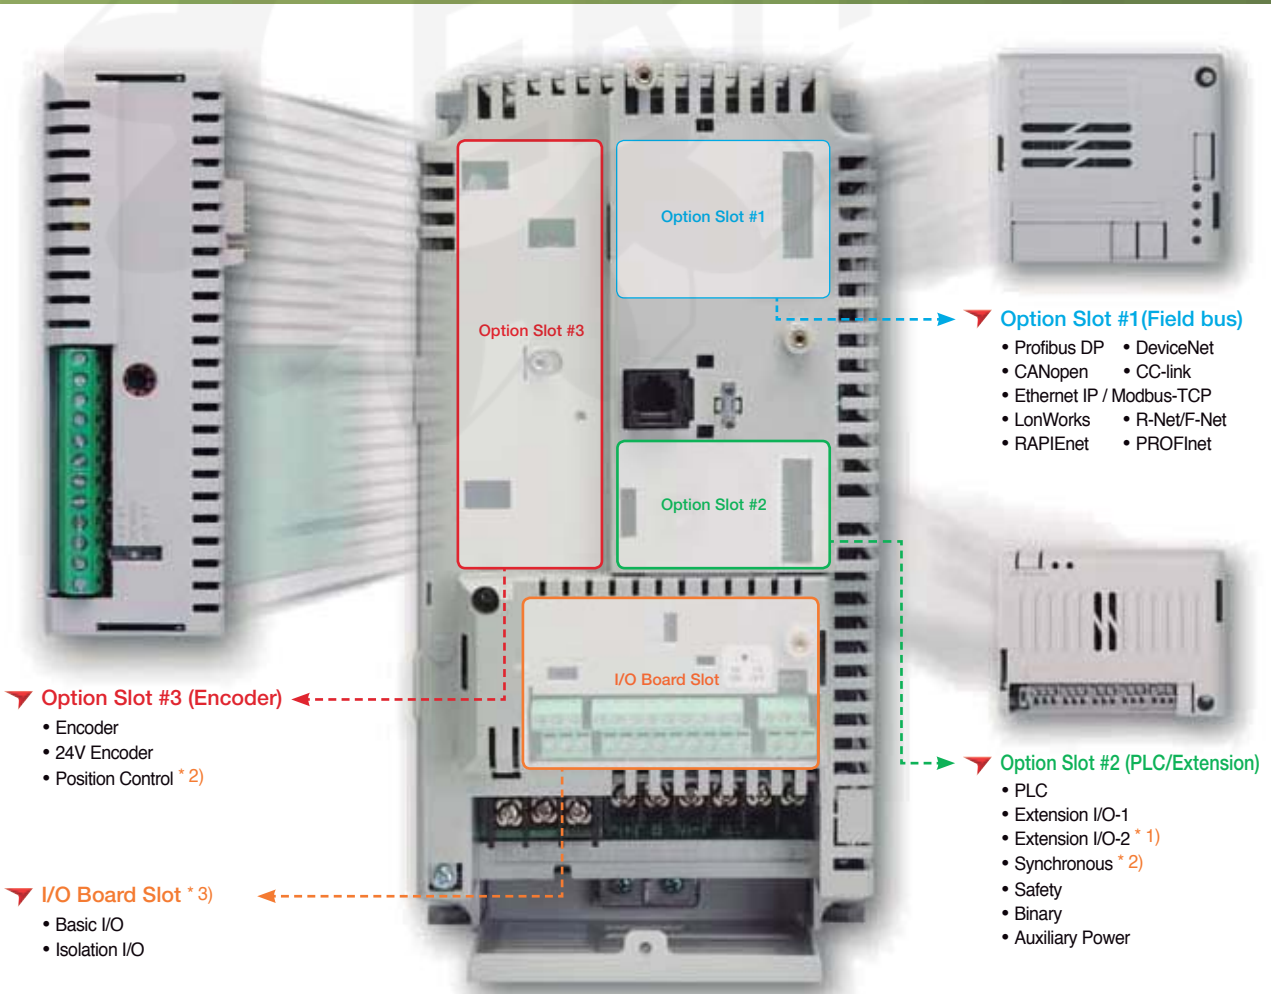 Option Slot #1
Option Slot #3
Option Slot #2
I/O Board Slot
Option Slot #1(Field bus)
• Profibus DP • DeviceNet
• CANopen • CC-link
• Ethernet IP / Modbus-TCP
• LonWorks • R-Net/F-Net
• RAPIEnet • PROFInet
Option Slot #3 (Encoder)
• Encoder
• 24V Encoder
• Position Control * 2)
Option Slot #2 (PLC/Extension)
• PLC
• Extension I/O-1
• Extension I/O-2 * 1)
• Synchronous * 2)
• Safety
• Binary
• Auxiliary Power
I/O Board Slot * 3)
• Basic I/O
• Isolation I/O